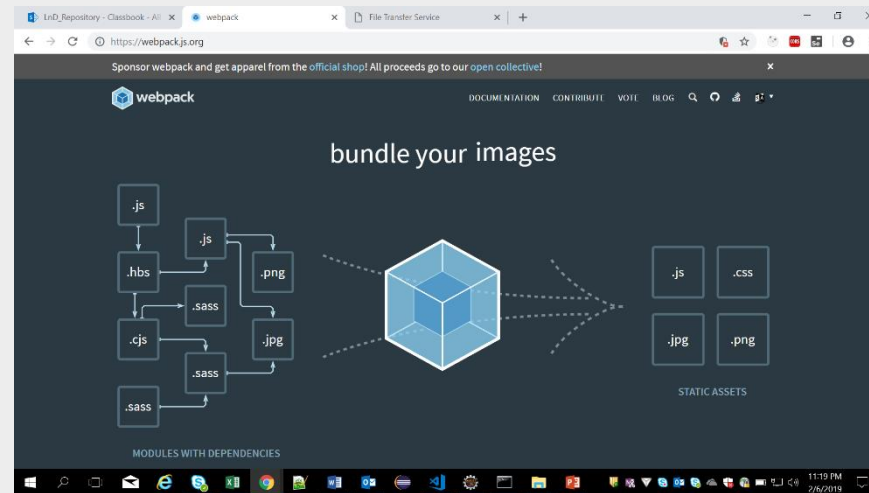 LnD_Repository - Classbook - All
webpack
File Transfer Service
https://webpack.js.org
Sponsor webpack and get apparel from the official shop! All proceeds go to our open collective!
webpack
DOCUMENTATION CONTRIBUTE VOTE BLOG
bundle your images
.js
.js
.hbs
.png
.sass
.cjs
.jpg
.sass
.sass
MODULES WITH DEPENDENCIES
.js .css
.jpg .png
STATIC ASSETS
11:19 PM
2/6/2019